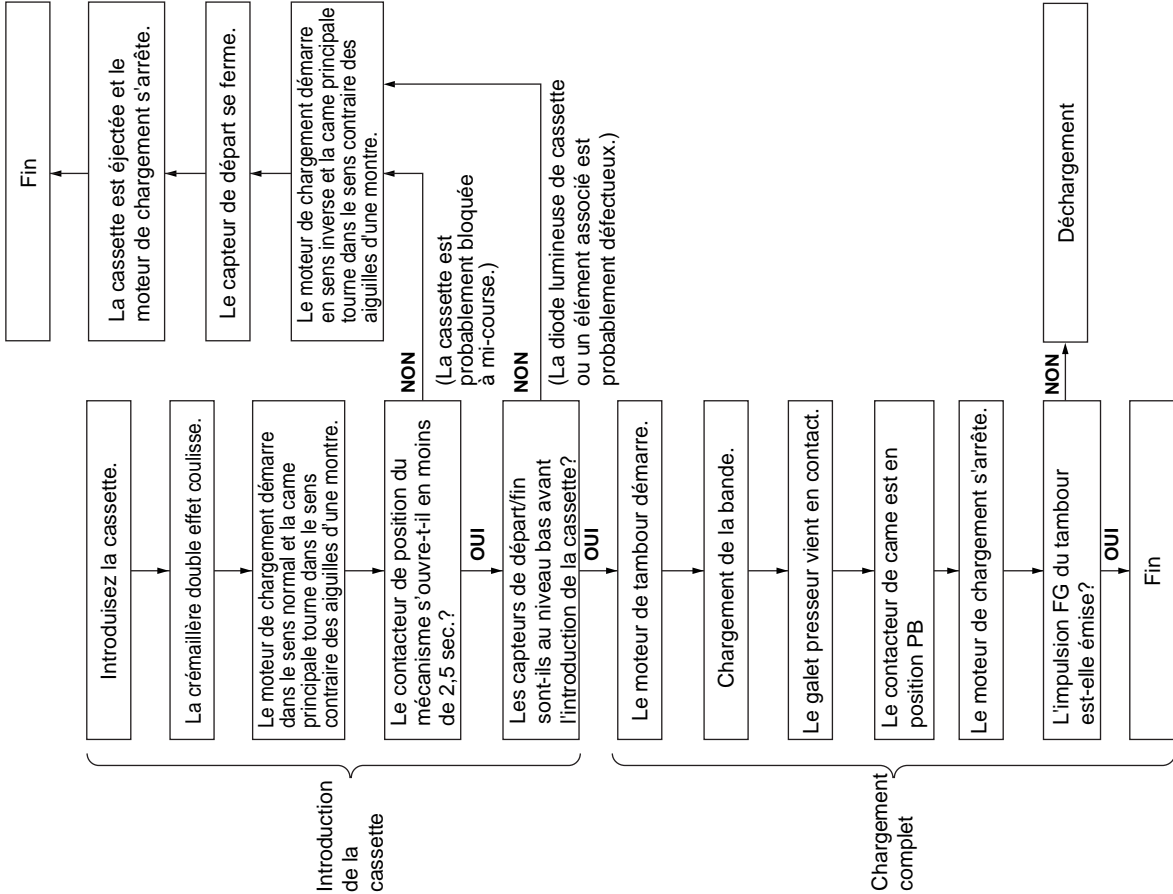 Introduction
de la
cassette
Introduisez la cassette.
La crémaillère double effet coulisse.
Le moteur de chargement démarre
dans le sens normal et la came
principale tourne dans le sens
contraire des aiguilles d'une montre.
Le contacteur de position du
mécanisme s'ouvre-t-il en moins
de 2,5 sec.?
NON
(La cassette est
probablement bloquée
à mi-course.)
OUI
Les capteurs de départ/fin
sont-ils au niveau bas avant
l'introduction de la cassette?
NON
(La diode lumineuse de cassette
ou un élément associé est
probablement défectueux.)
OUI
Le moteur de chargement démarre
en sens inverse et la came principale
tourne dans le sens contraire des
aiguilles d'une montre.
Le capteur de départ se ferme.
La cassette est éjectée et le
moteur de chargement s'arrête.
Fin
Chargement
complet
Le moteur de tambour démarre.
Chargement de la bande.
Le galet presseur vient en contact.
Le contacteur de came est en
position PB
Le moteur de chargement s'arrête.
L'impulsion FG du tambour
est-elle émise?
NON
Déchargement
OUI
Fin